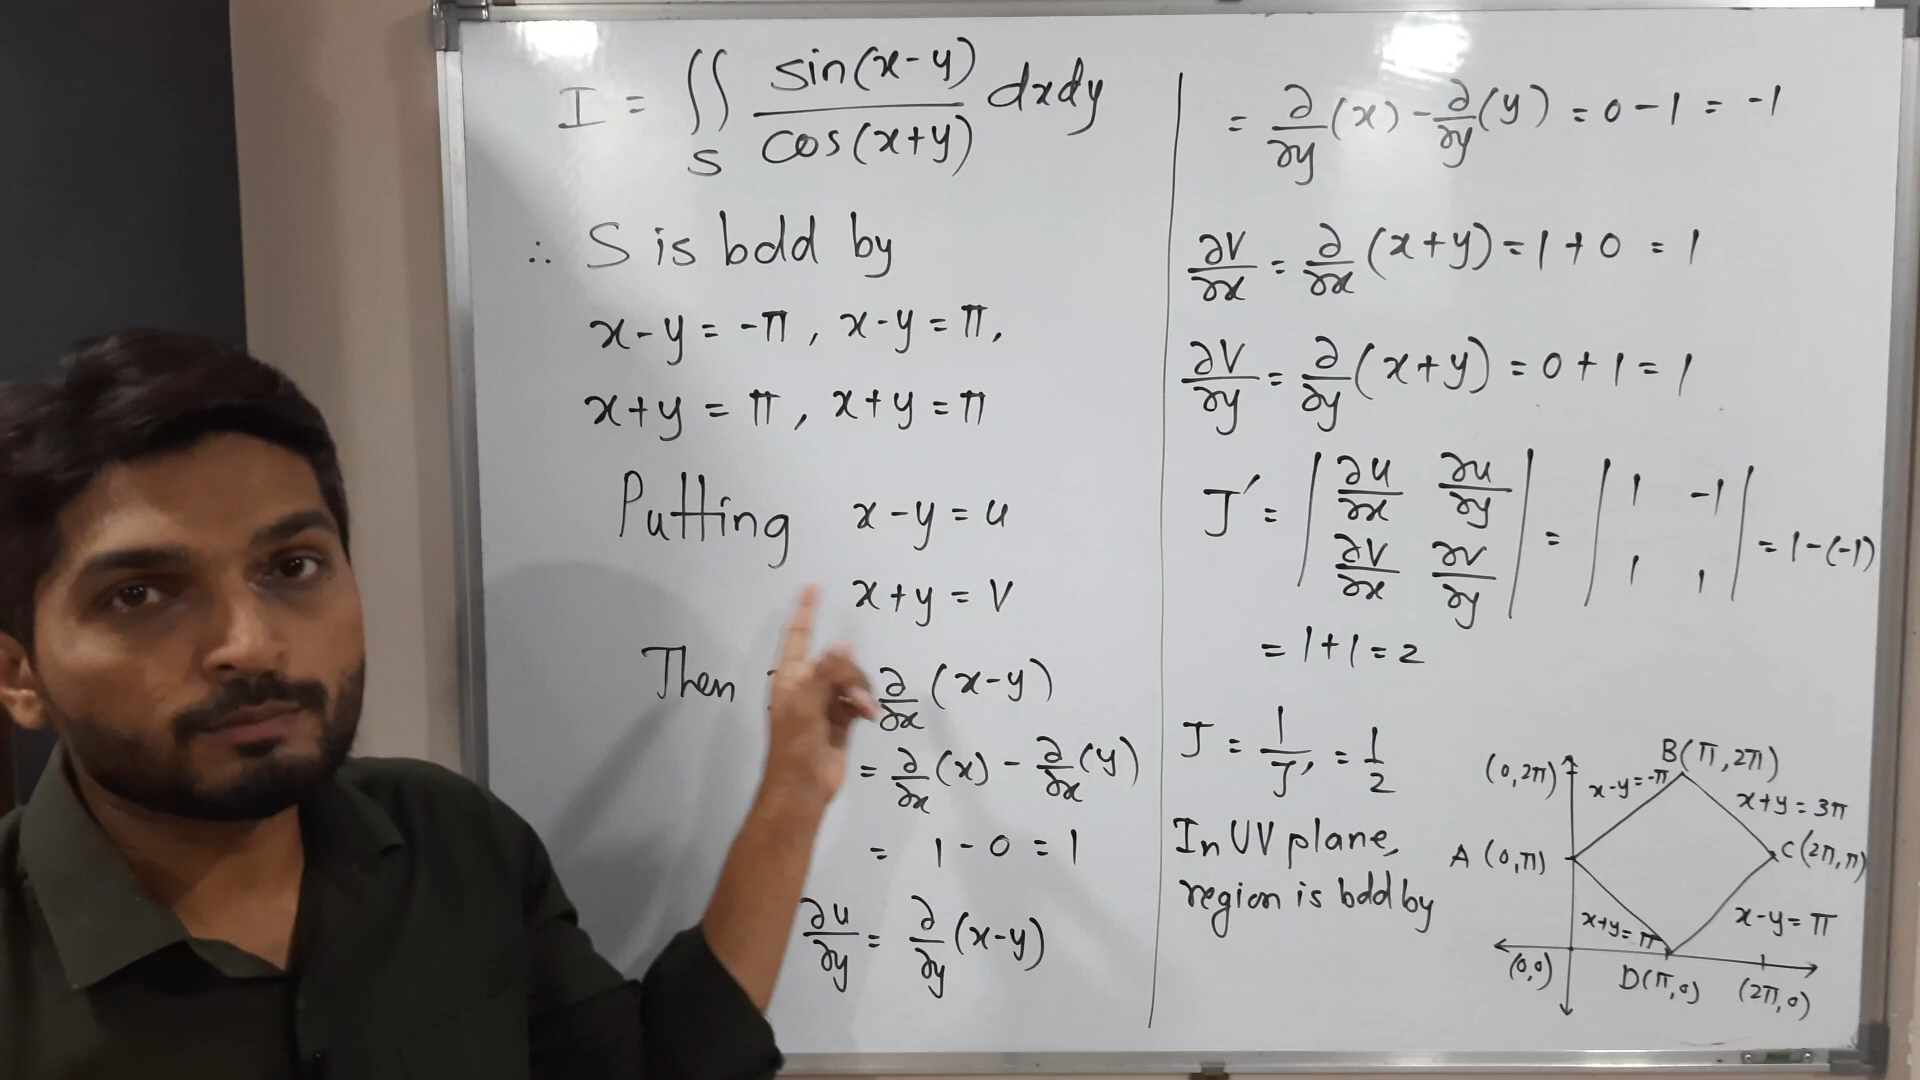 I = ∬_S sin(x-y)/cos(x+y) dxdy
∴ S is bdd by
x-y = -π, x-y = π,
x+y = π, x+y = π
Putting x-y = u
x+y = V
Then ∂/∂x (x-y)
= ∂/∂x (x) - ∂/∂x (y)
= 1 - 0 = 1
∂u/∂y = ∂/∂y (x-y)
= ∂/∂y (x) - ∂/∂y (y) = 0 - 1 = -1
∂V/∂x = ∂/∂x (x+y) = 1 + 0 = 1
∂V/∂y = ∂/∂y (x+y) = 0 + 1 = 1
J' = | ∂u/∂x ∂u/∂y ; ∂V/∂x ∂V/∂y | = | 1 -1 ; 1 1 | = 1-(-1)
= 1+1 = 2
J = 1/J' = 1/2
In UV plane,
region is bdd by
B(π, 2π)
(0, 2π)
x-y = -π
x+y = 3π
A (0, π)
C(2π, π)
x+y = π
x-y = π
(0,0)
D(π, 0)
(2π, 0)